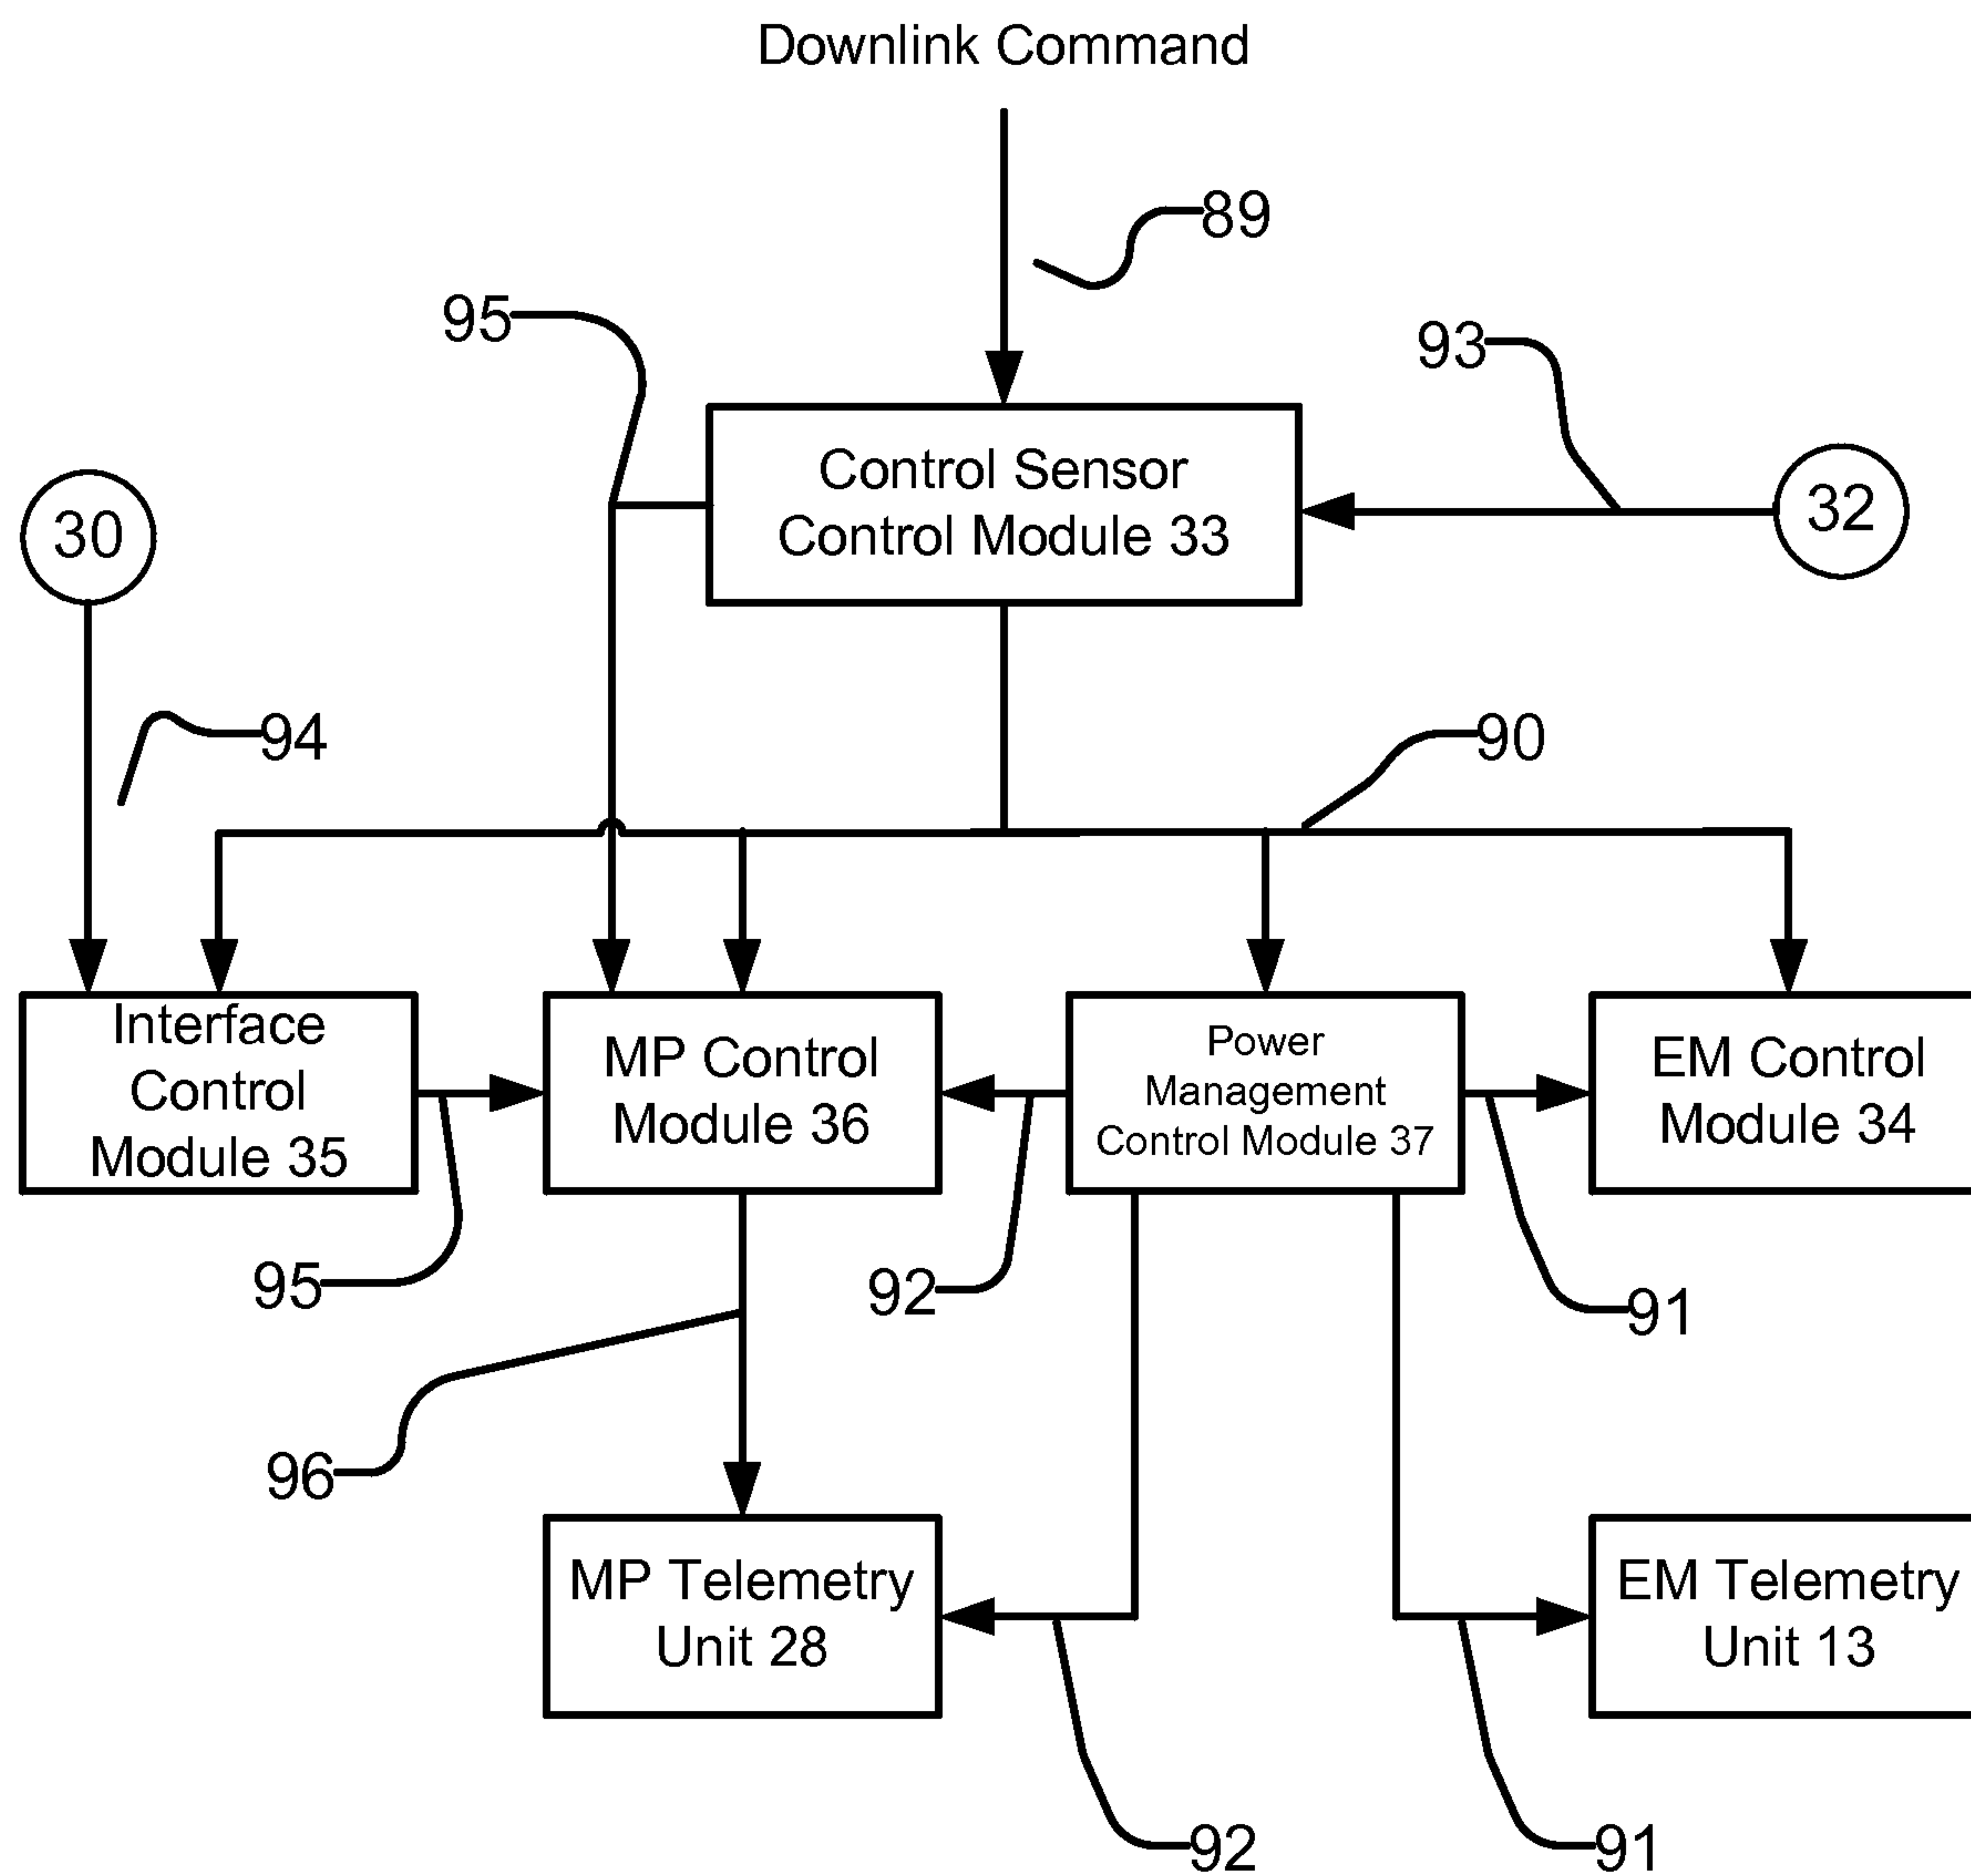 Downlink Command
89
95
93
Control Sensor
Control Module 33
30
32
94
90
Interface
Control
Module 35
MP Control
Module 36
Power
Management
Control Module 37
EM Control
Module 34
95
92
91
96
MP Telemetry
Unit 28
EM Telemetry
Unit 13
92
91